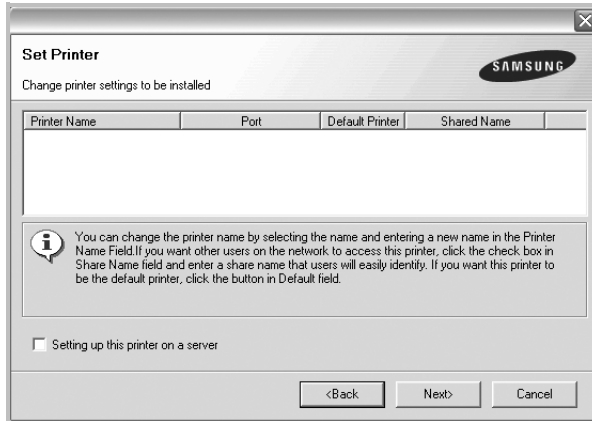 Set Printer
SAMSUNG
Change printer settings to be installed
Printer Name Port Default Printer Shared Name
You can change the printer name by selecting the name and entering a new name in the Printer
Name Field.If you want other users on the network to access this printer, click the check box in
Share Name field and enter a share name that users will easily identify. If you want this printer to
be the default printer, click the button in Default field.
Setting up this printer on a server
<Back Next> Cancel